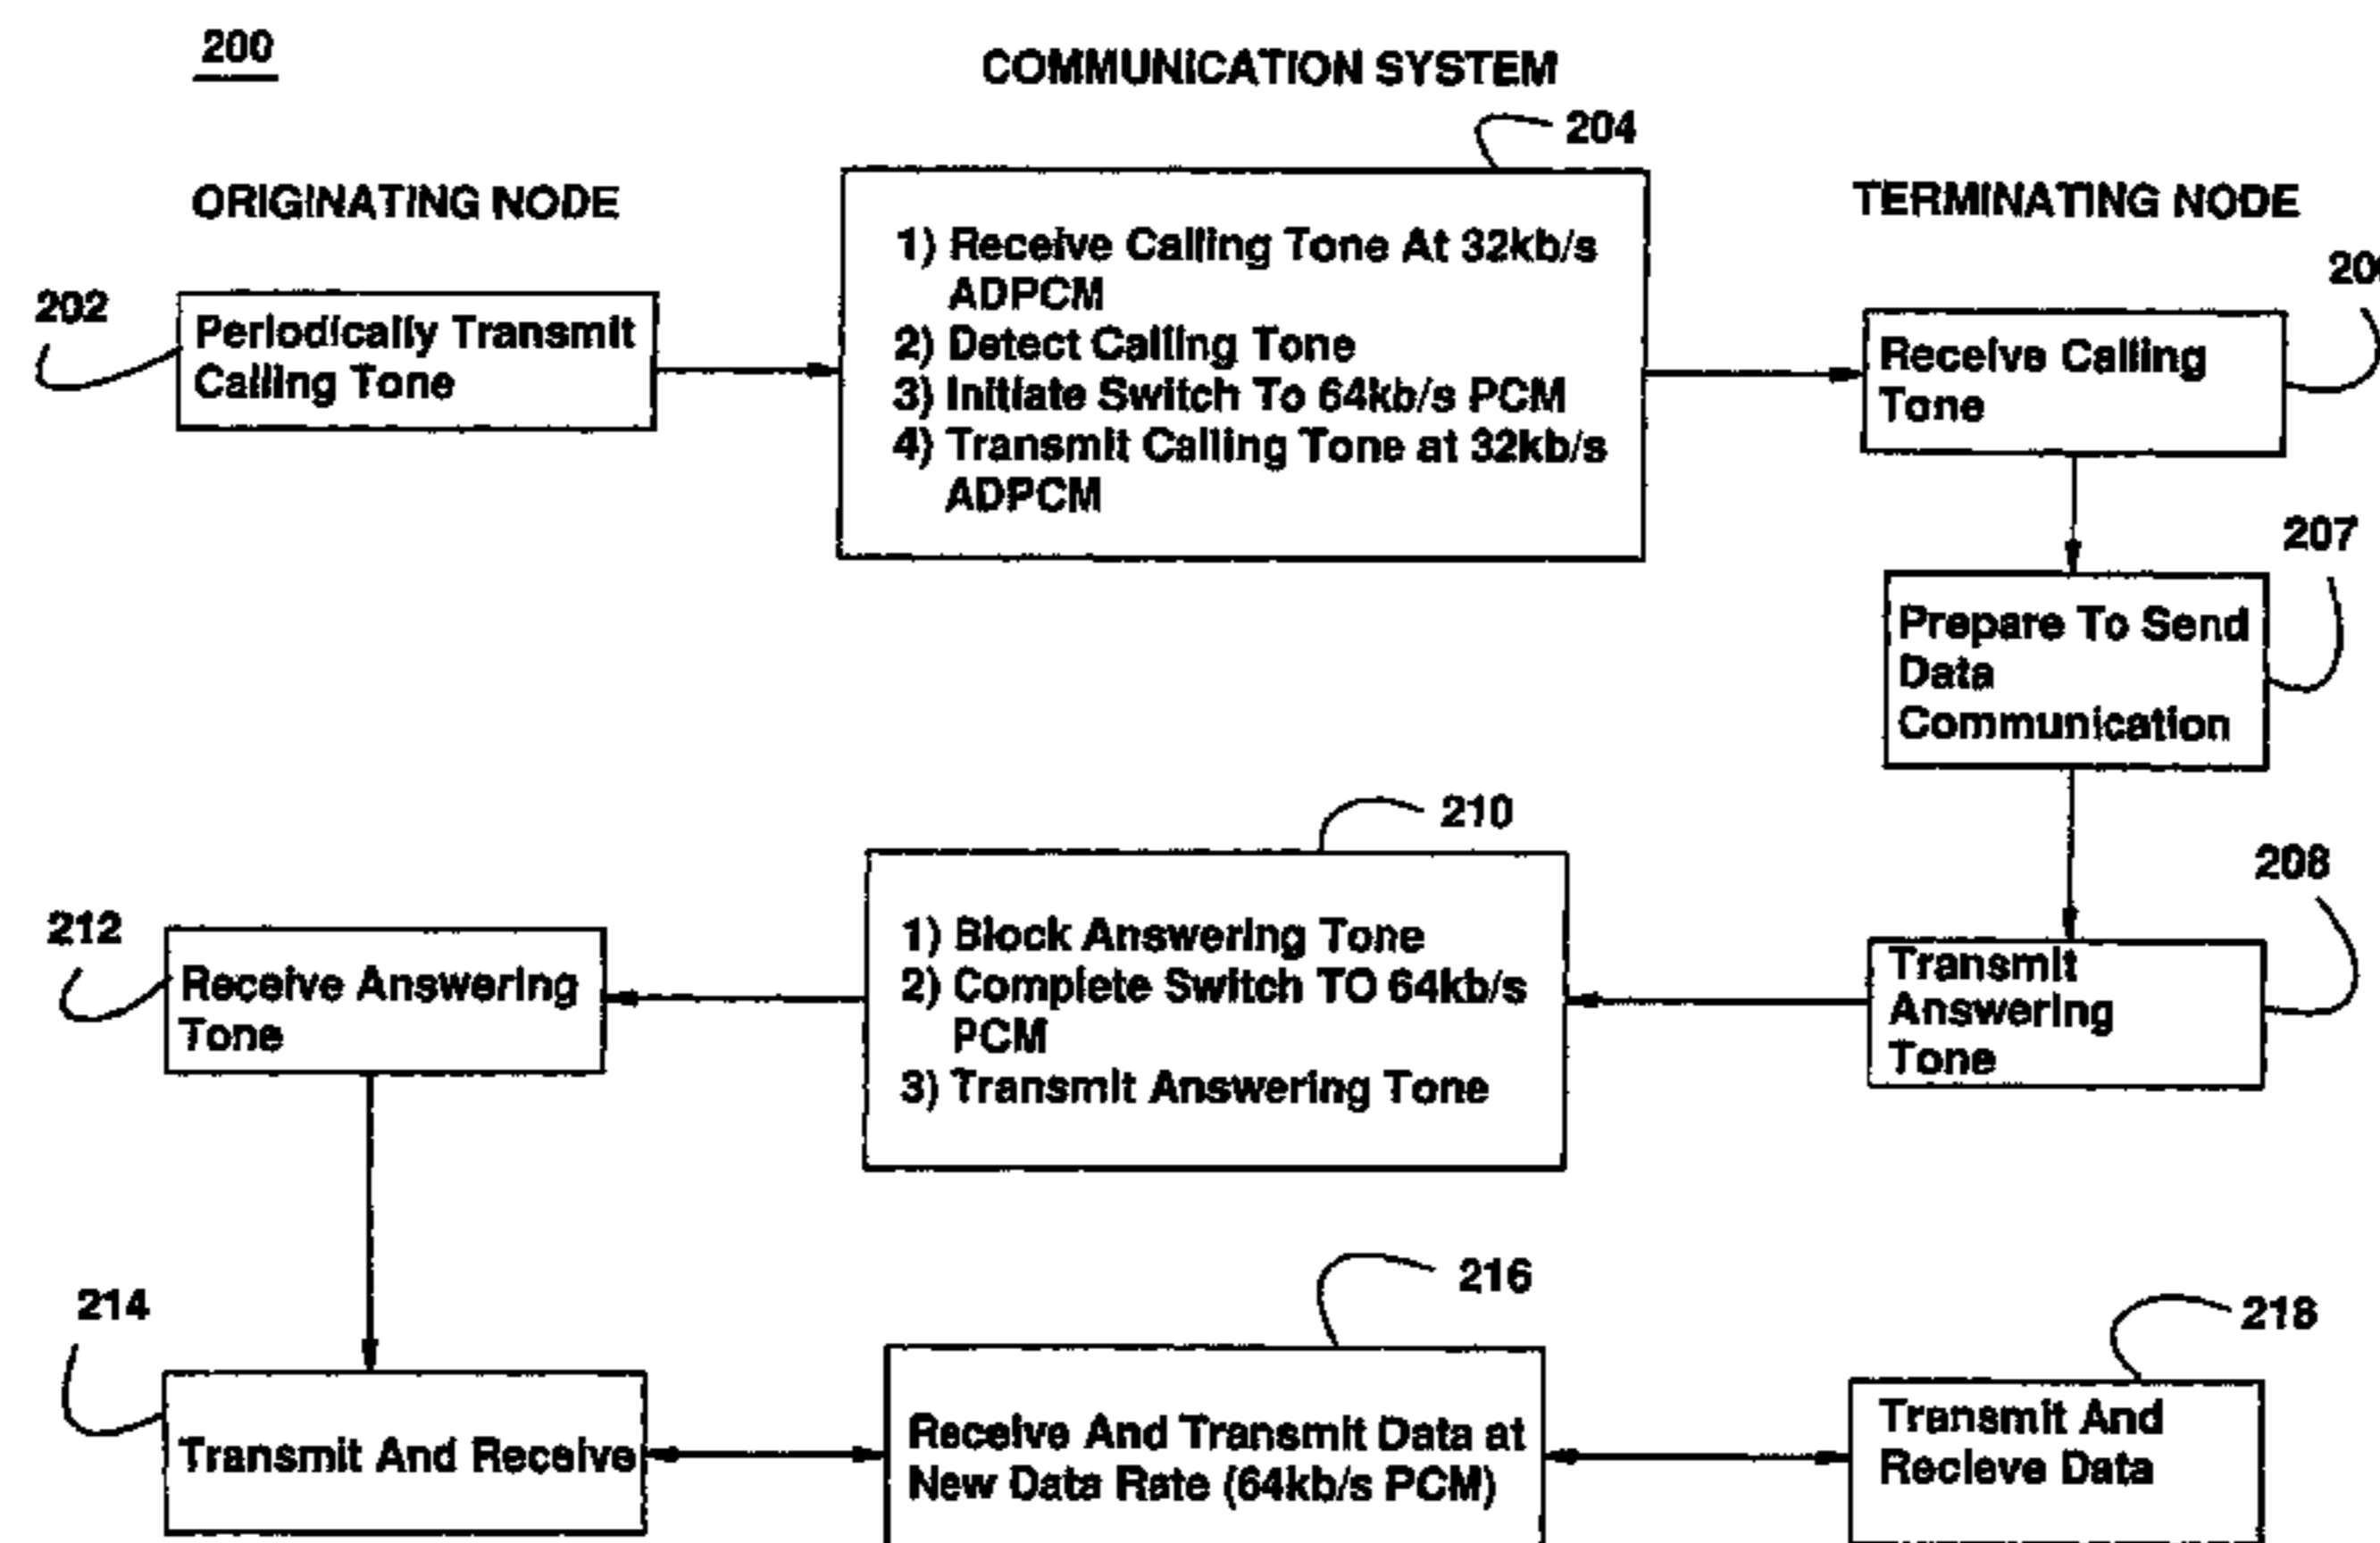 200
COMMUNICATION SYSTEM
204
ORIGINATING NODE
TERMINATING NODE
202
Periodically Transmit
Calling Tone
1) Receive Calling Tone At 32kb/s
ADPCM
2) Detect Calling Tone
3) Initiate Switch To 64kb/s PCM
4) Transmit Calling Tone at 32kb/s
ADPCM
Receive Calling
Tone
207
Prepare To Send
Data
Communication
210
208
212
Receive Answering
Tone
1) Block Answering Tone
2) Complete Switch TO 64kb/s
PCM
3) Transmit Answering Tone
Transmit
Answering
Tone
214
216
218
Transmit And Receive
Receive And Transmit Data at
New Data Rate (64kb/s PCM)
Transmit And
Recieve Data